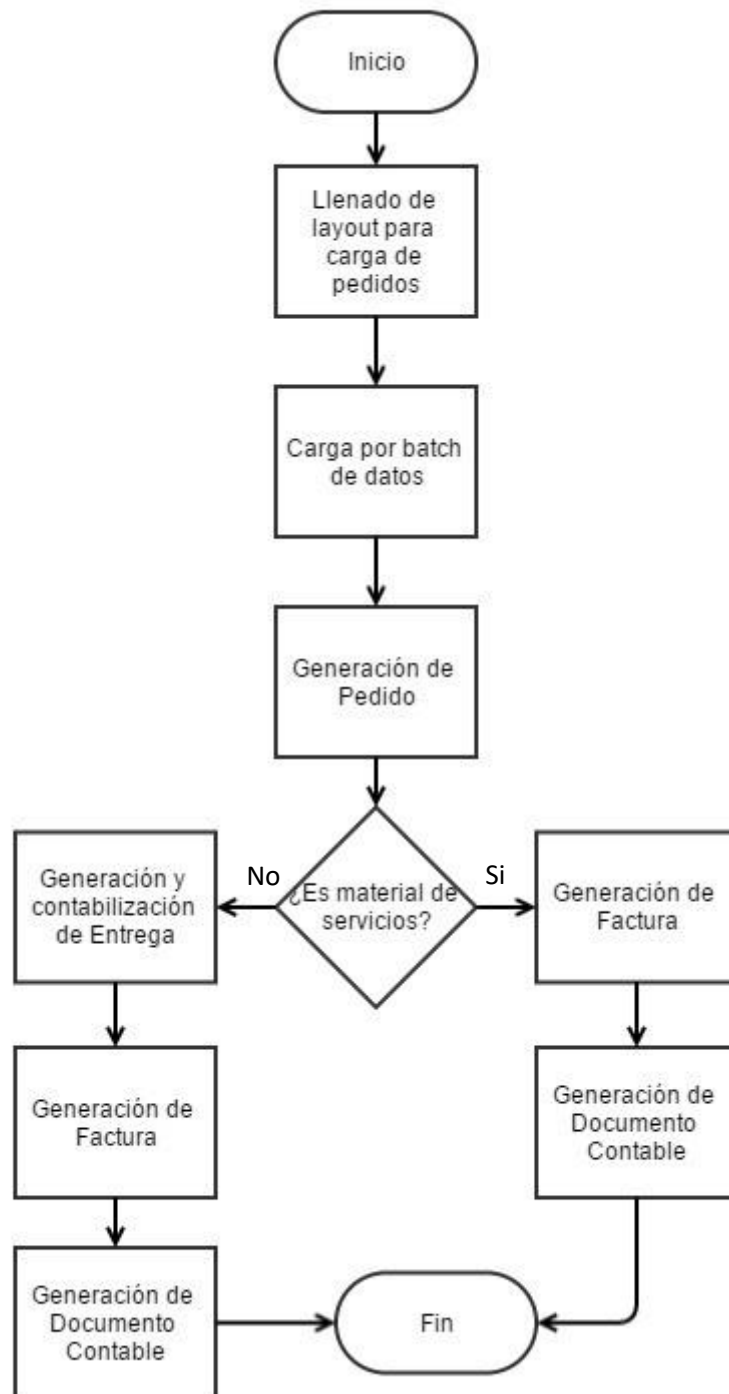 Inicio
Llenado de
layout para
carga de
pedidos
Carga por batch
de datos
Generación de
Pedido
¿Es material de
servicios?
No
Si
Generación y
contabilización
de Entrega
Generación de
Factura
Generación de
Factura
Generación de
Documento
Contable
Generación de
Documento
Contable
Fin